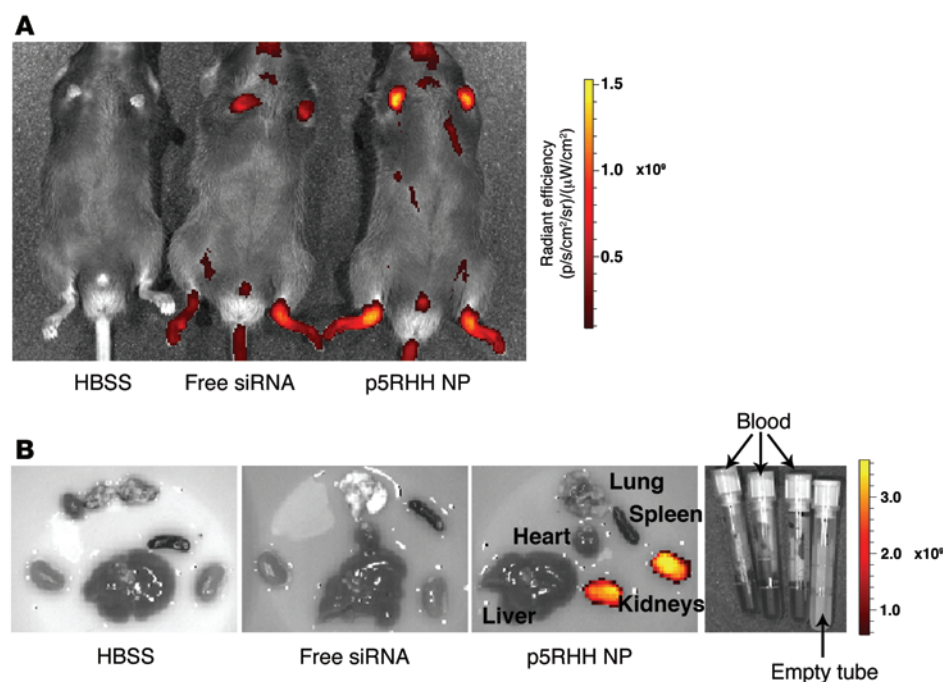 A
Radiant efficiency
(p/s/cm²/sr)/(μW/cm²)
1.5
1.0 x10⁹
0.5
HBSS Free siRNA p5RHH NP
B
Blood
Lung
Spleen
Heart
Kidneys
Liver
3.0
2.0 x10⁸
1.0
HBSS Free siRNA p5RHH NP
Empty tube